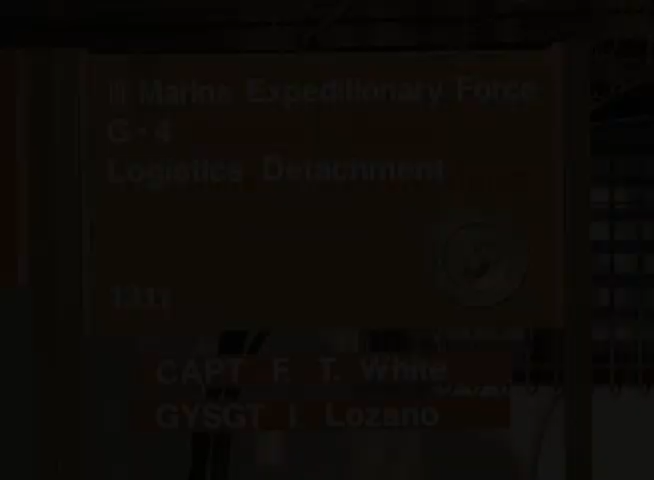 Marine Expeditionary Force
G-4
Logistics Detachment
CAPT F. T. White
GYSGT I. Lozano